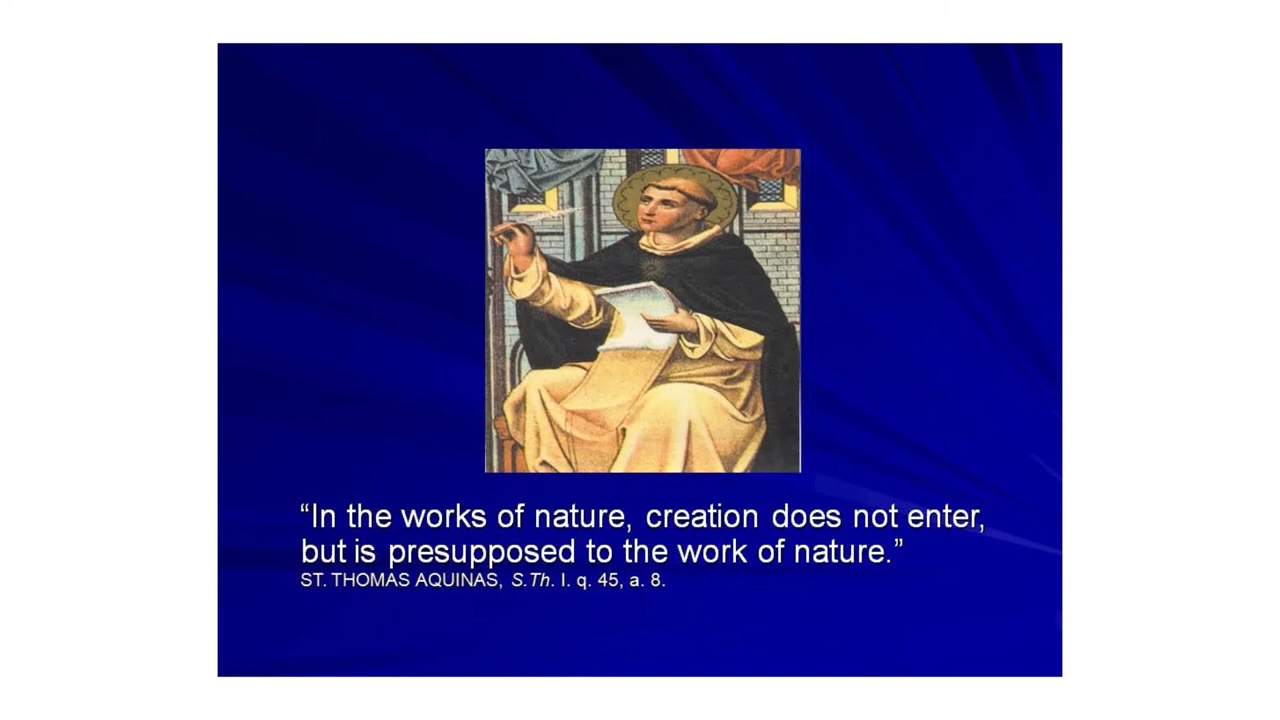 “In the works of nature, creation does not enter,
but is presupposed to the work of nature.”
ST. THOMAS AQUINAS, S.Th. I. q. 45, a. 8.